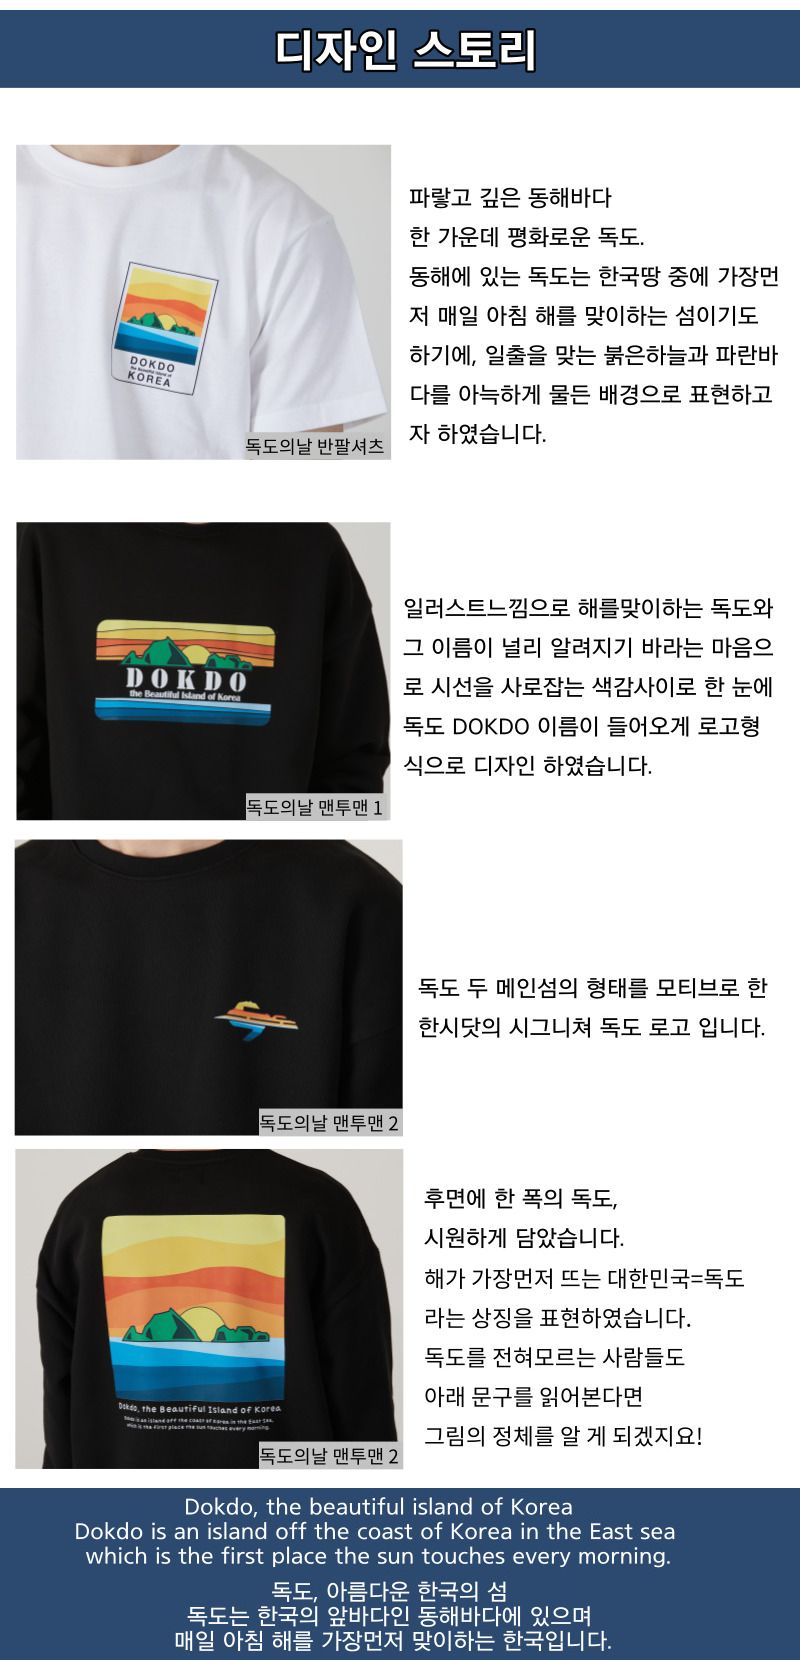 디자인 스토리
파랗고 깊은 동해바다
한 가운데 평화로운 독도.
동해에 있는 독도는 한국땅 중에 가장먼
저 매일 아침 해를 맞이하는 섬이기도
하기에, 일출을 맞는 붉은하늘과 파란바
다를 아늑하게 물든 배경으로 표현하고
자 하였습니다.
DOKDO
the Beautiful Island of
KOREA
독도의날 반팔셔츠
일러스트느낌으로 해를맞이하는 독도와
그 이름이 널리 알려지기 바라는 마음으
로 시선을 사로잡는 색감사이로 한 눈에
독도 DOKDO 이름이 들어오게 로고형
식으로 디자인 하였습니다.
DOKDO
the Beautiful Island of Korea
독도의날 맨투맨 1
독도 두 메인섬의 형태를 모티브로 한
한시닷의 시그니쳐 독도 로고 입니다.
독도의날 맨투맨 2
후면에 한 폭의 독도,
시원하게 담았습니다.
해가 가장먼저 뜨는 대한민국=독도
라는 상징을 표현하였습니다.
독도를 전혀모르는 사람들도
아래 문구를 읽어본다면
그림의 정체를 알 게 되겠지요!
Dokdo, the Beautiful Island of Korea
Dokdo is an island off the coast of Korea in the East Sea,
which is the first place the sun touches every morning.
독도의날 맨투맨 2
Dokdo, the beautiful island of Korea
Dokdo is an island off the coast of Korea in the East sea
which is the first place the sun touches every morning.
독도, 아름다운 한국의 섬
독도는 한국의 앞바다인 동해바다에 있으며
매일 아침 해를 가장먼저 맞이하는 한국입니다.